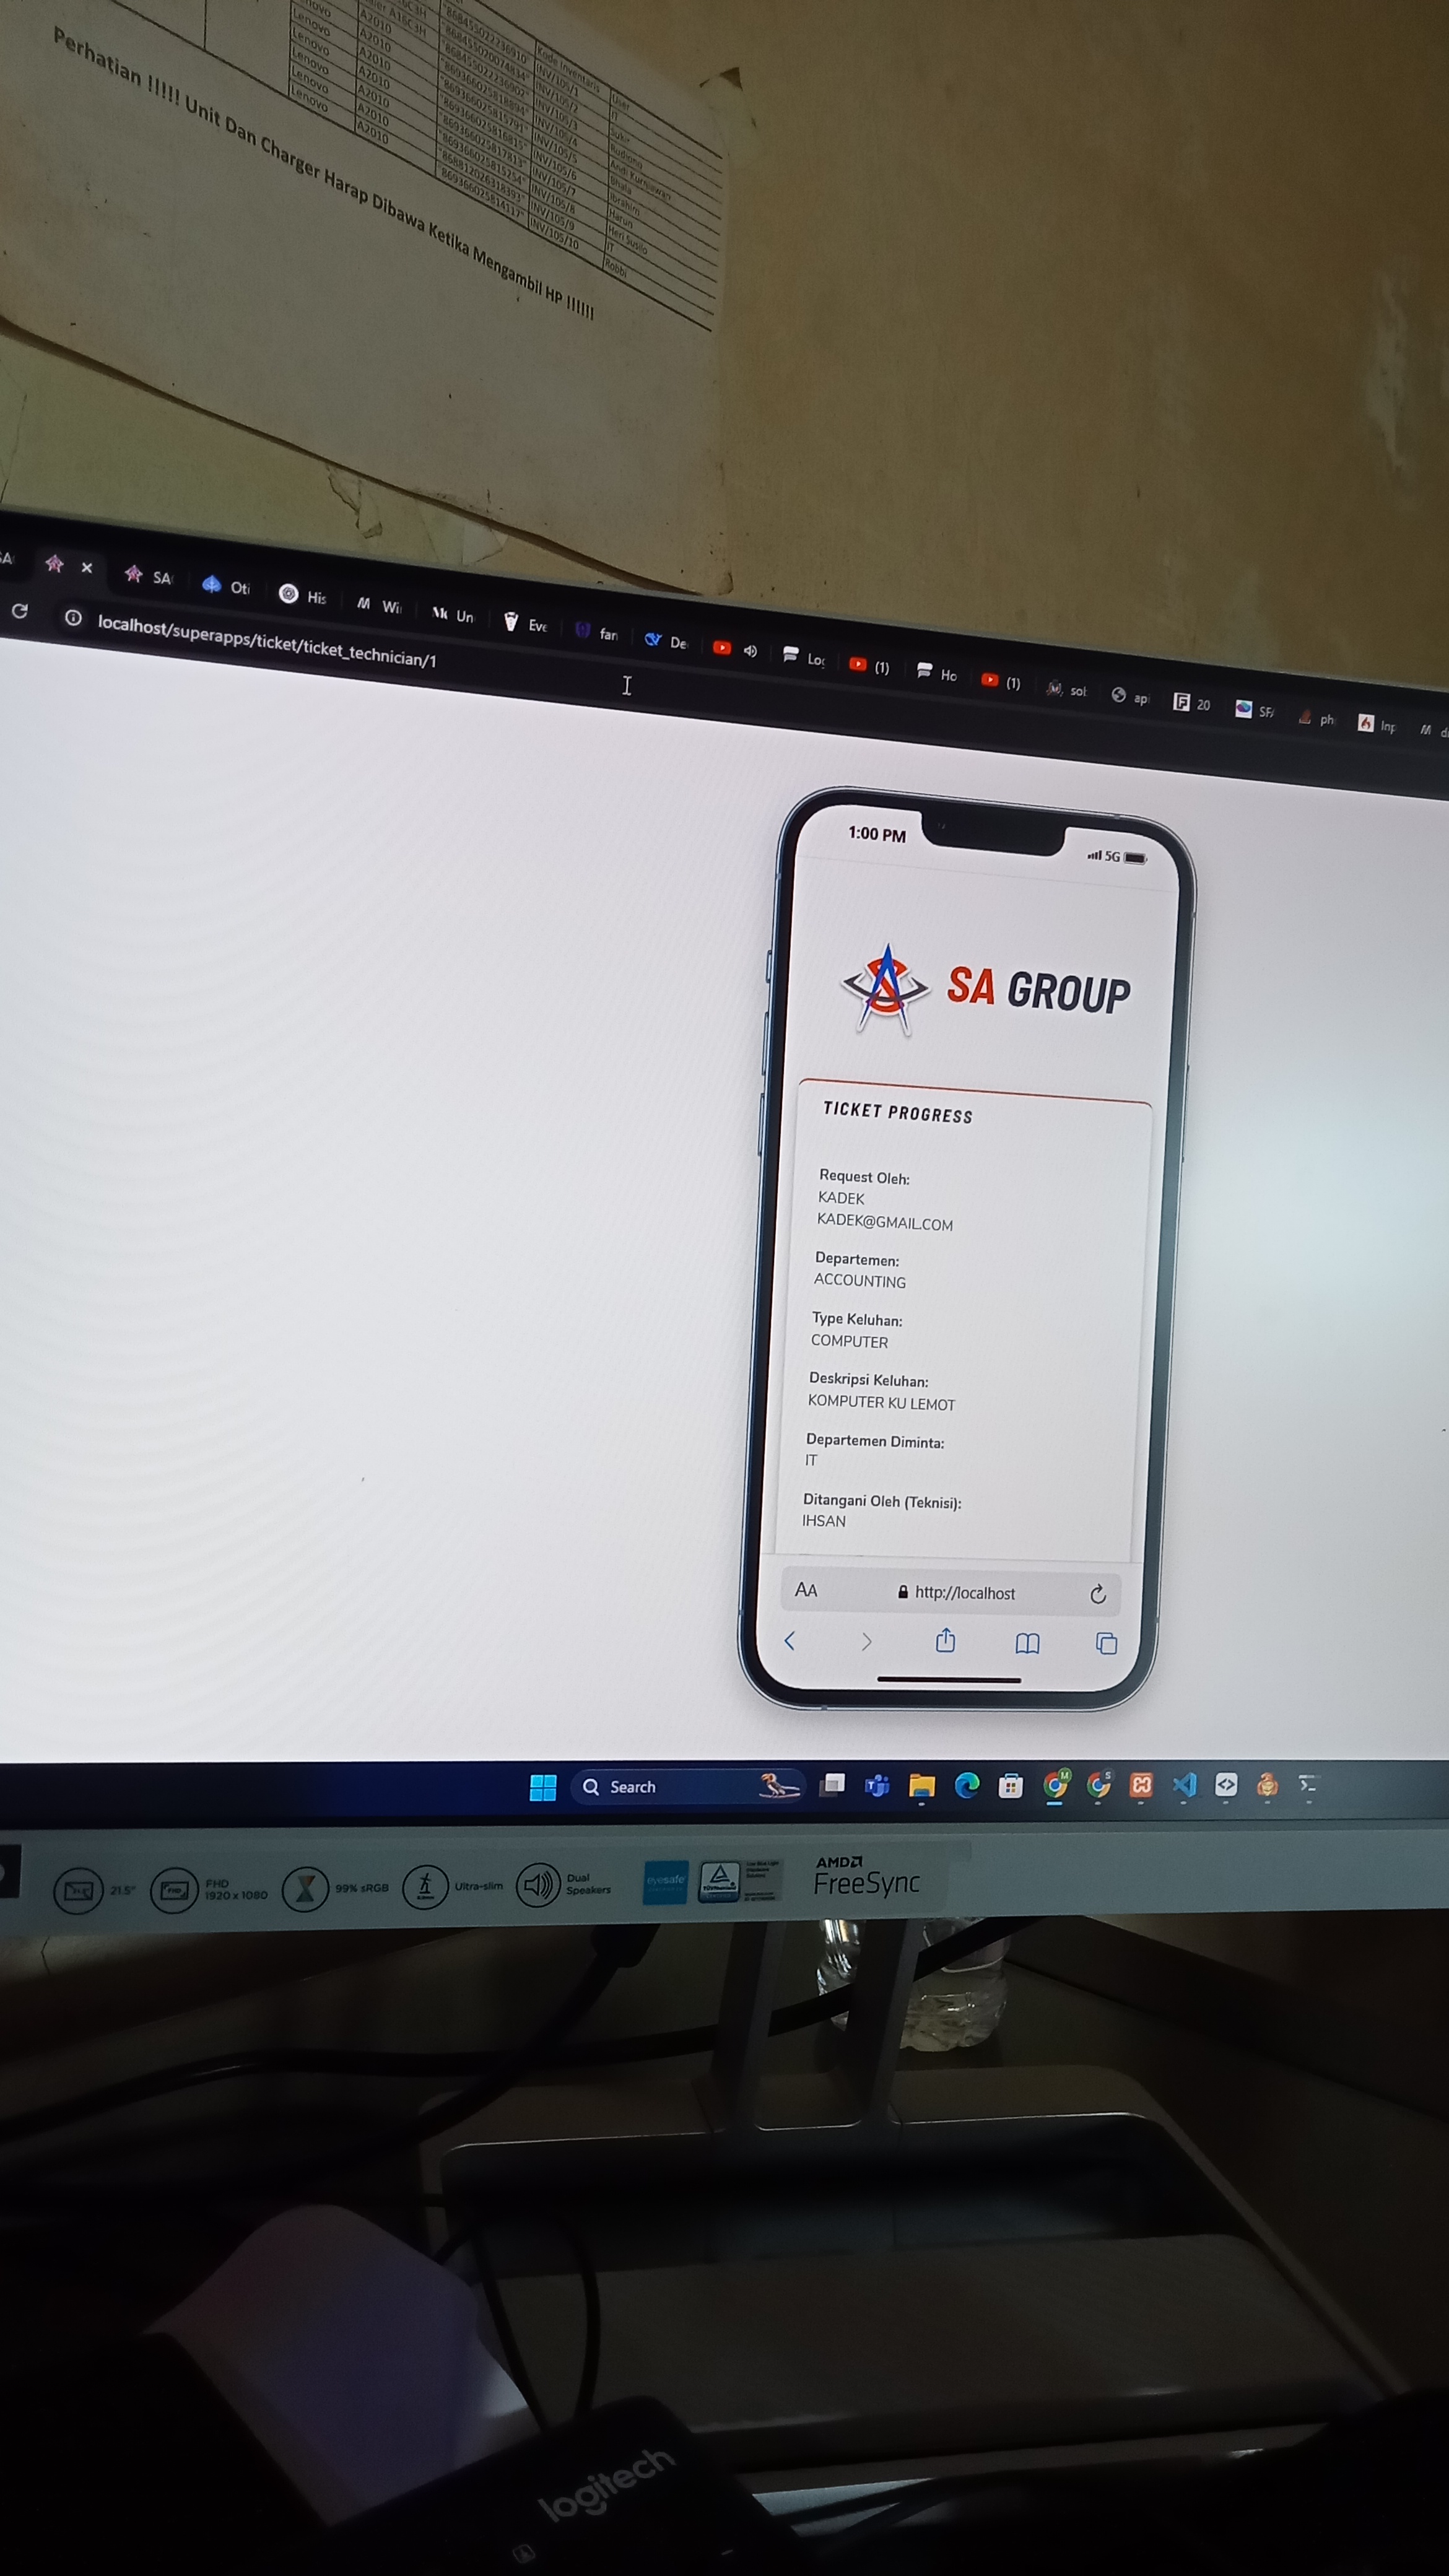 Kode Inventaris User
"868455022236910" INV/105/1 IT
INV/105/2 Sukir
Lenovo A2010 INV/105/3 Budiono
Lenovo A2010 INV/105/4 Andi Kurniawan
Lenovo A2010 INV/105/5 Bhala
Lenovo A2010 INV/105/6 Ibrahim
Lenovo A2010 INV/105/7 Harun
Lenovo A2010 INV/105/8 Heri Susilo
Lenovo A2010 INV/105/9 IT
A2010 "869366025814117" INV/105/10 Robbi
Perhatian !!!!! Unit Dan Charger Harap Dibawa Ketika Mengambil HP !!!!!!
SA Oti His Wi Un Eve fan De Log (1) Ho (1) sol api 20 SFA ph Inp
localhost/superapps/ticket/ticket_technician/1
1:00 PM
5G
SA GROUP
TICKET PROGRESS
Request Oleh:
KADEK
KADEK@GMAIL.COM
Departemen:
ACCOUNTING
Type Keluhan:
COMPUTER
Deskripsi Keluhan:
KOMPUTER KU LEMOT
Departemen Diminta:
IT
Ditangani Oleh (Teknisi):
IHSAN
AA http://localhost
Search
21.5"
FHD
1920 x 1080
99% sRGB
Ultra-slim
Dual
Speakers
eyesafe
AMD
FreeSync
logitech